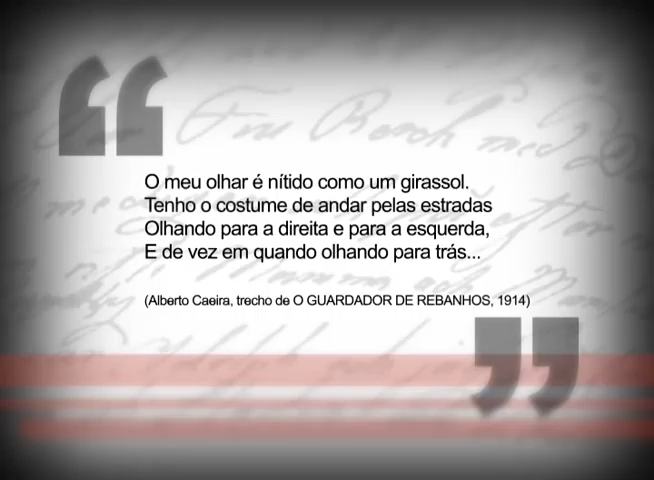 O meu olhar é nítido como um girassol.
Tenho o costume de andar pelas estradas
Olhando para a direita e para a esquerda,
E de vez em quando olhando para trás...
(Alberto Caeira, trecho de O GUARDADOR DE REBANHOS, 1914)